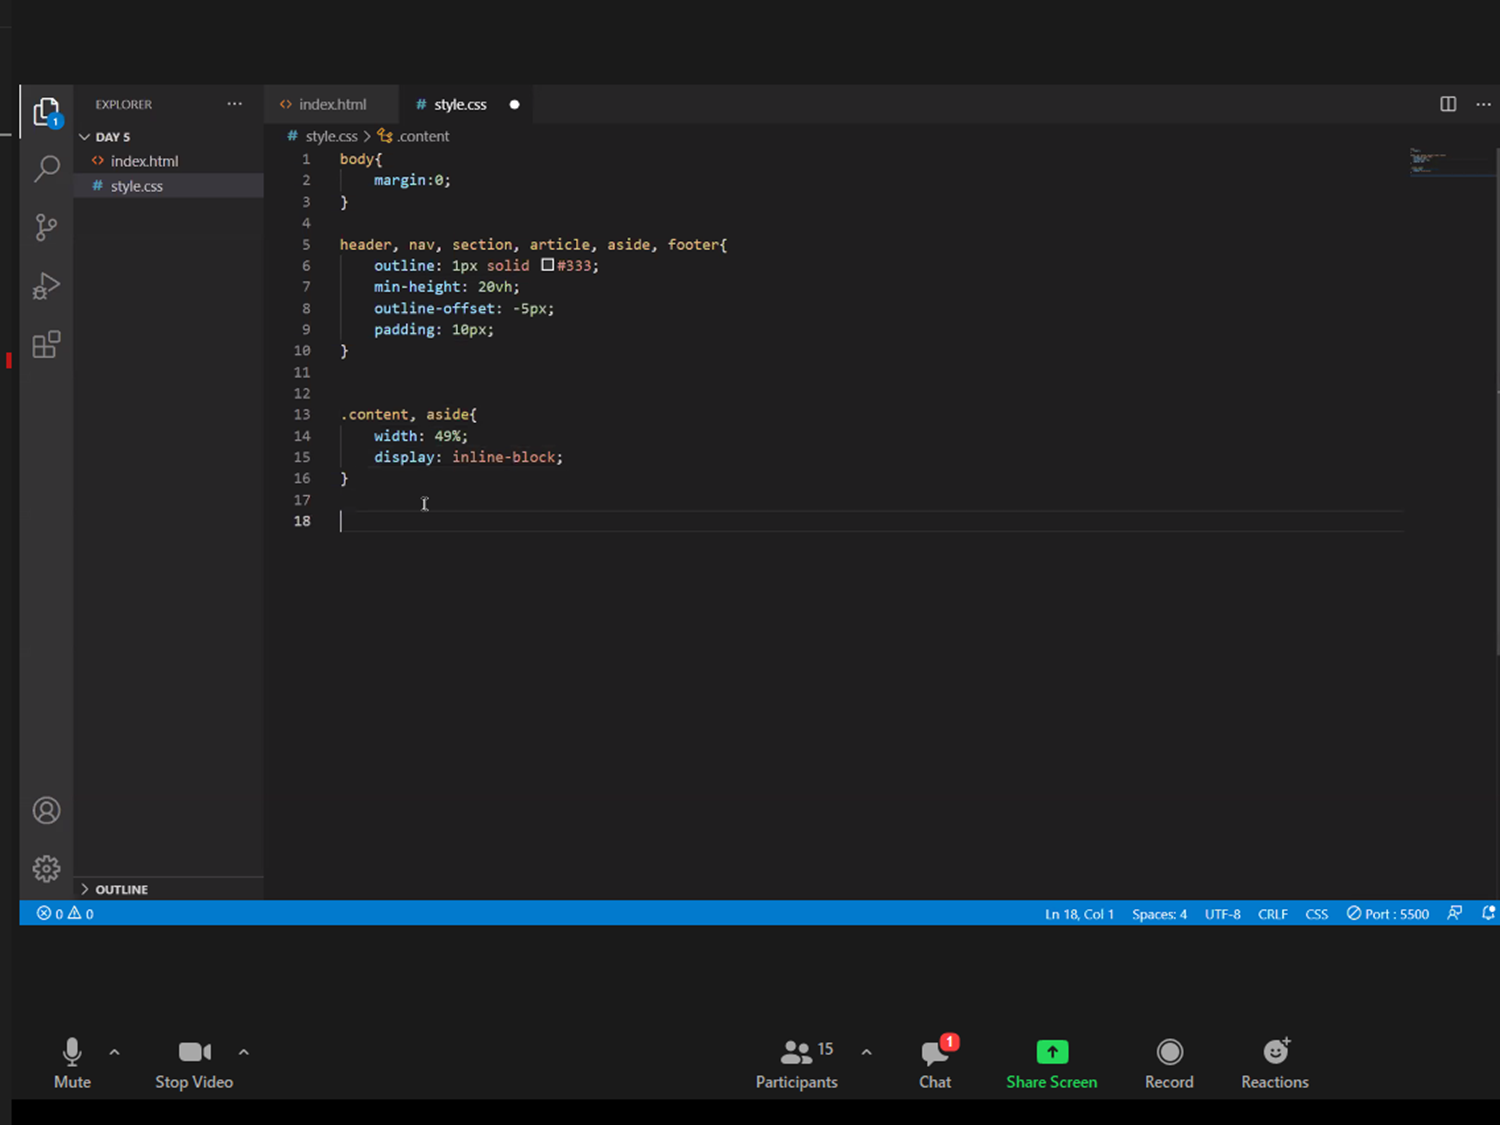 EXPLORER ··· index.html # style.css ● ···
1
DAY 5
# style.css > .content
index.html
# style.css
1 body{
2 margin:0;
3 }
4
5 header, nav, section, article, aside, footer{
6 outline: 1px solid #333;
7 min-height: 20vh;
8 outline-offset: -5px;
9 padding: 10px;
10 }
11
12
13 .content, aside{
14 width: 49%;
15 display: inline-block;
16 }
17
18
OUTLINE
0 0 Ln 18, Col 1 Spaces: 4 UTF-8 CRLF CSS Port : 5500
15 1
Mute Stop Video Participants Chat Share Screen Record Reactions